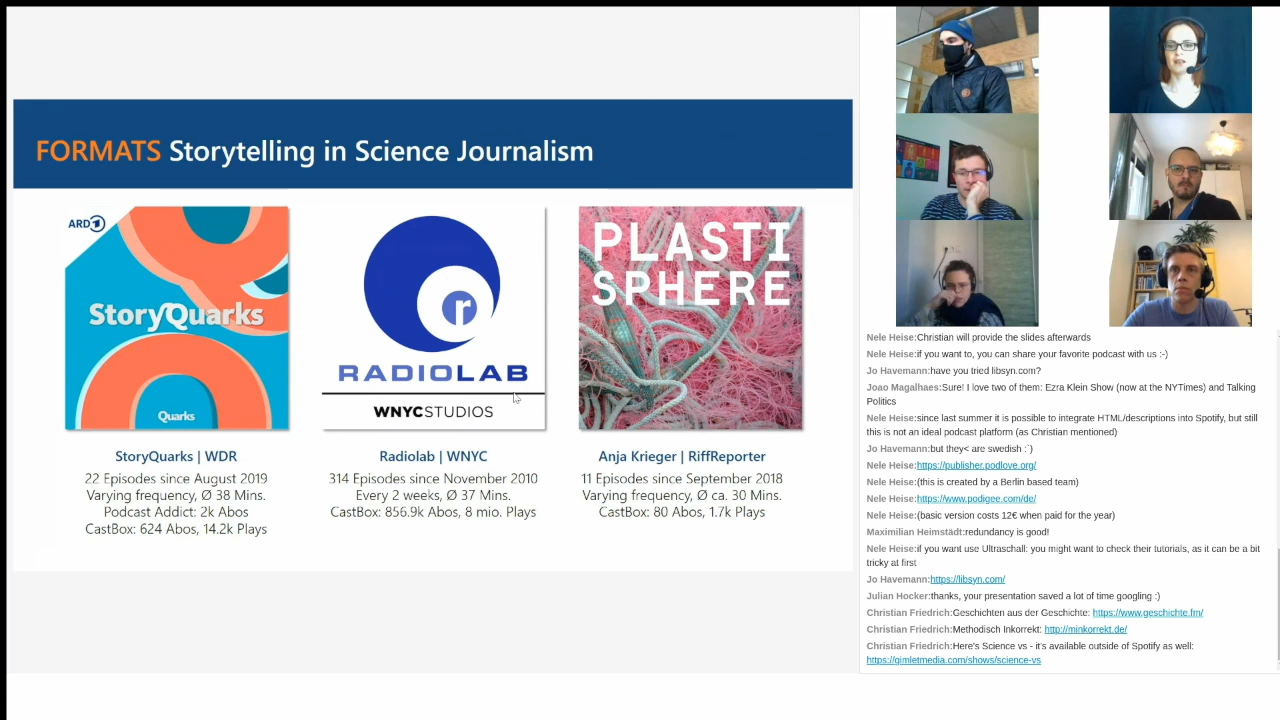 FORMATS Storytelling in Science Journalism
ARD 1
StoryQuarks
Quarks
r
RADIOLAB
WNYCSTUDIOS
PLASTI
SPHERE
StoryQuarks | WDR
22 Episodes since August 2019
Varying frequency, Ø 38 Mins.
Podcast Addict: 2k Abos
CastBox: 624 Abos, 14.2k Plays
Radiolab | WNYC
314 Episodes since November 2010
Every 2 weeks, Ø 37 Mins.
CastBox: 856.9k Abos, 8 mio. Plays
Anja Krieger | RiffReporter
11 Episodes since September 2018
Varying frequency, Ø ca. 30 Mins.
CastBox: 80 Abos, 1.7k Plays
Nele Heise:Christian will provide the slides afterwards
Nele Heise:if you want to, you can share your favorite podcast with us :-)
Jo Havemann:have you tried libsyn.com?
Joao Magalhaes:Sure! I love two of them: Ezra Klein Show (now at the NYTimes) and Talking
Politics
Nele Heise:since last summer it is possible to integrate HTML/descriptions into Spotify, but still
this is not an ideal podcast platform (as Christian mentioned)
Jo Havemann:but they< are swedish :`)
Nele Heise:https://publisher.podlove.org/
Nele Heise:(this is created by a Berlin based team)
Nele Heise:https://www.podigee.com/de/
Nele Heise:(basic version costs 12€ when paid for the year)
Maximilian Heimstädt:redundancy is good!
Nele Heise:if you want use Ultraschall: you might want to check their tutorials, as it can be a bit
tricky at first
Jo Havemann:https://libsyn.com/
Julian Hocker:thanks, your presentation saved a lot of time googling :)
Christian Friedrich:Geschichten aus der Geschichte: https://www.geschichte.fm/
Christian Friedrich:Methodisch Inkorrekt: http://minkorrekt.de/
Christian Friedrich:Here's Science vs - it's available outside of Spotify as well:
https://gimletmedia.com/shows/science-vs